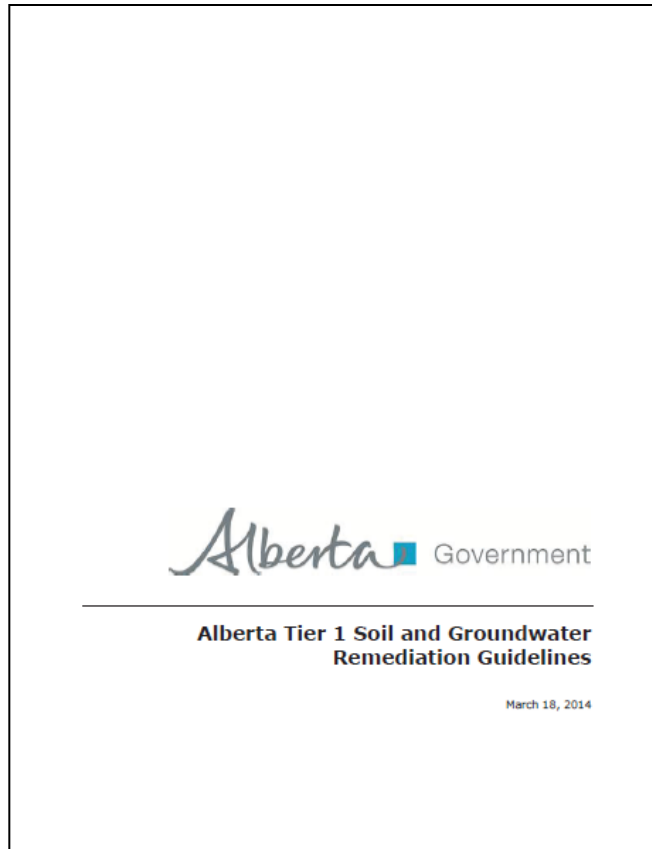 Alberta Government
Alberta Tier 1 Soil and Groundwater
Remediation Guidelines
March 18, 2014